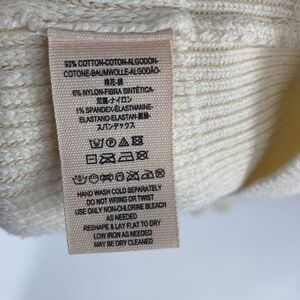 93% COTTON-COTON-ALGODÓN-
COTONE-BAUMWOLLE-ALGODÃO-
棉花-綿
6% NYLON-FIBRA SINTÉTICA-
尼龍-ナイロン
1% SPANDEX-ÉLASTHANNE-
ELASTANO-ELASTAN-
スパンデックス
HAND WASH COLD SEPARATELY
DO NOT WRING OR TWIST
USE ONLY NON-CHLORINE BLEACH
AS NEEDED
RESHAPE & LAY FLAT TO DRY
LOW IRON AS NEEDED
MAY BE DRY CLEANED